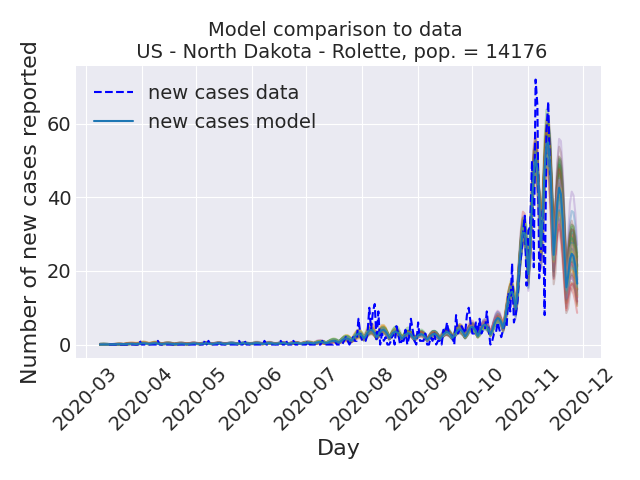 Model comparison to data
US - North Dakota - Rolette, pop. = 14176
Number of new cases reported
60
40
20
0
new cases data
new cases model
2020-03
2020-04
2020-05
2020-06
2020-07
2020-08
2020-09
2020-10
2020-11
2020-12
Day